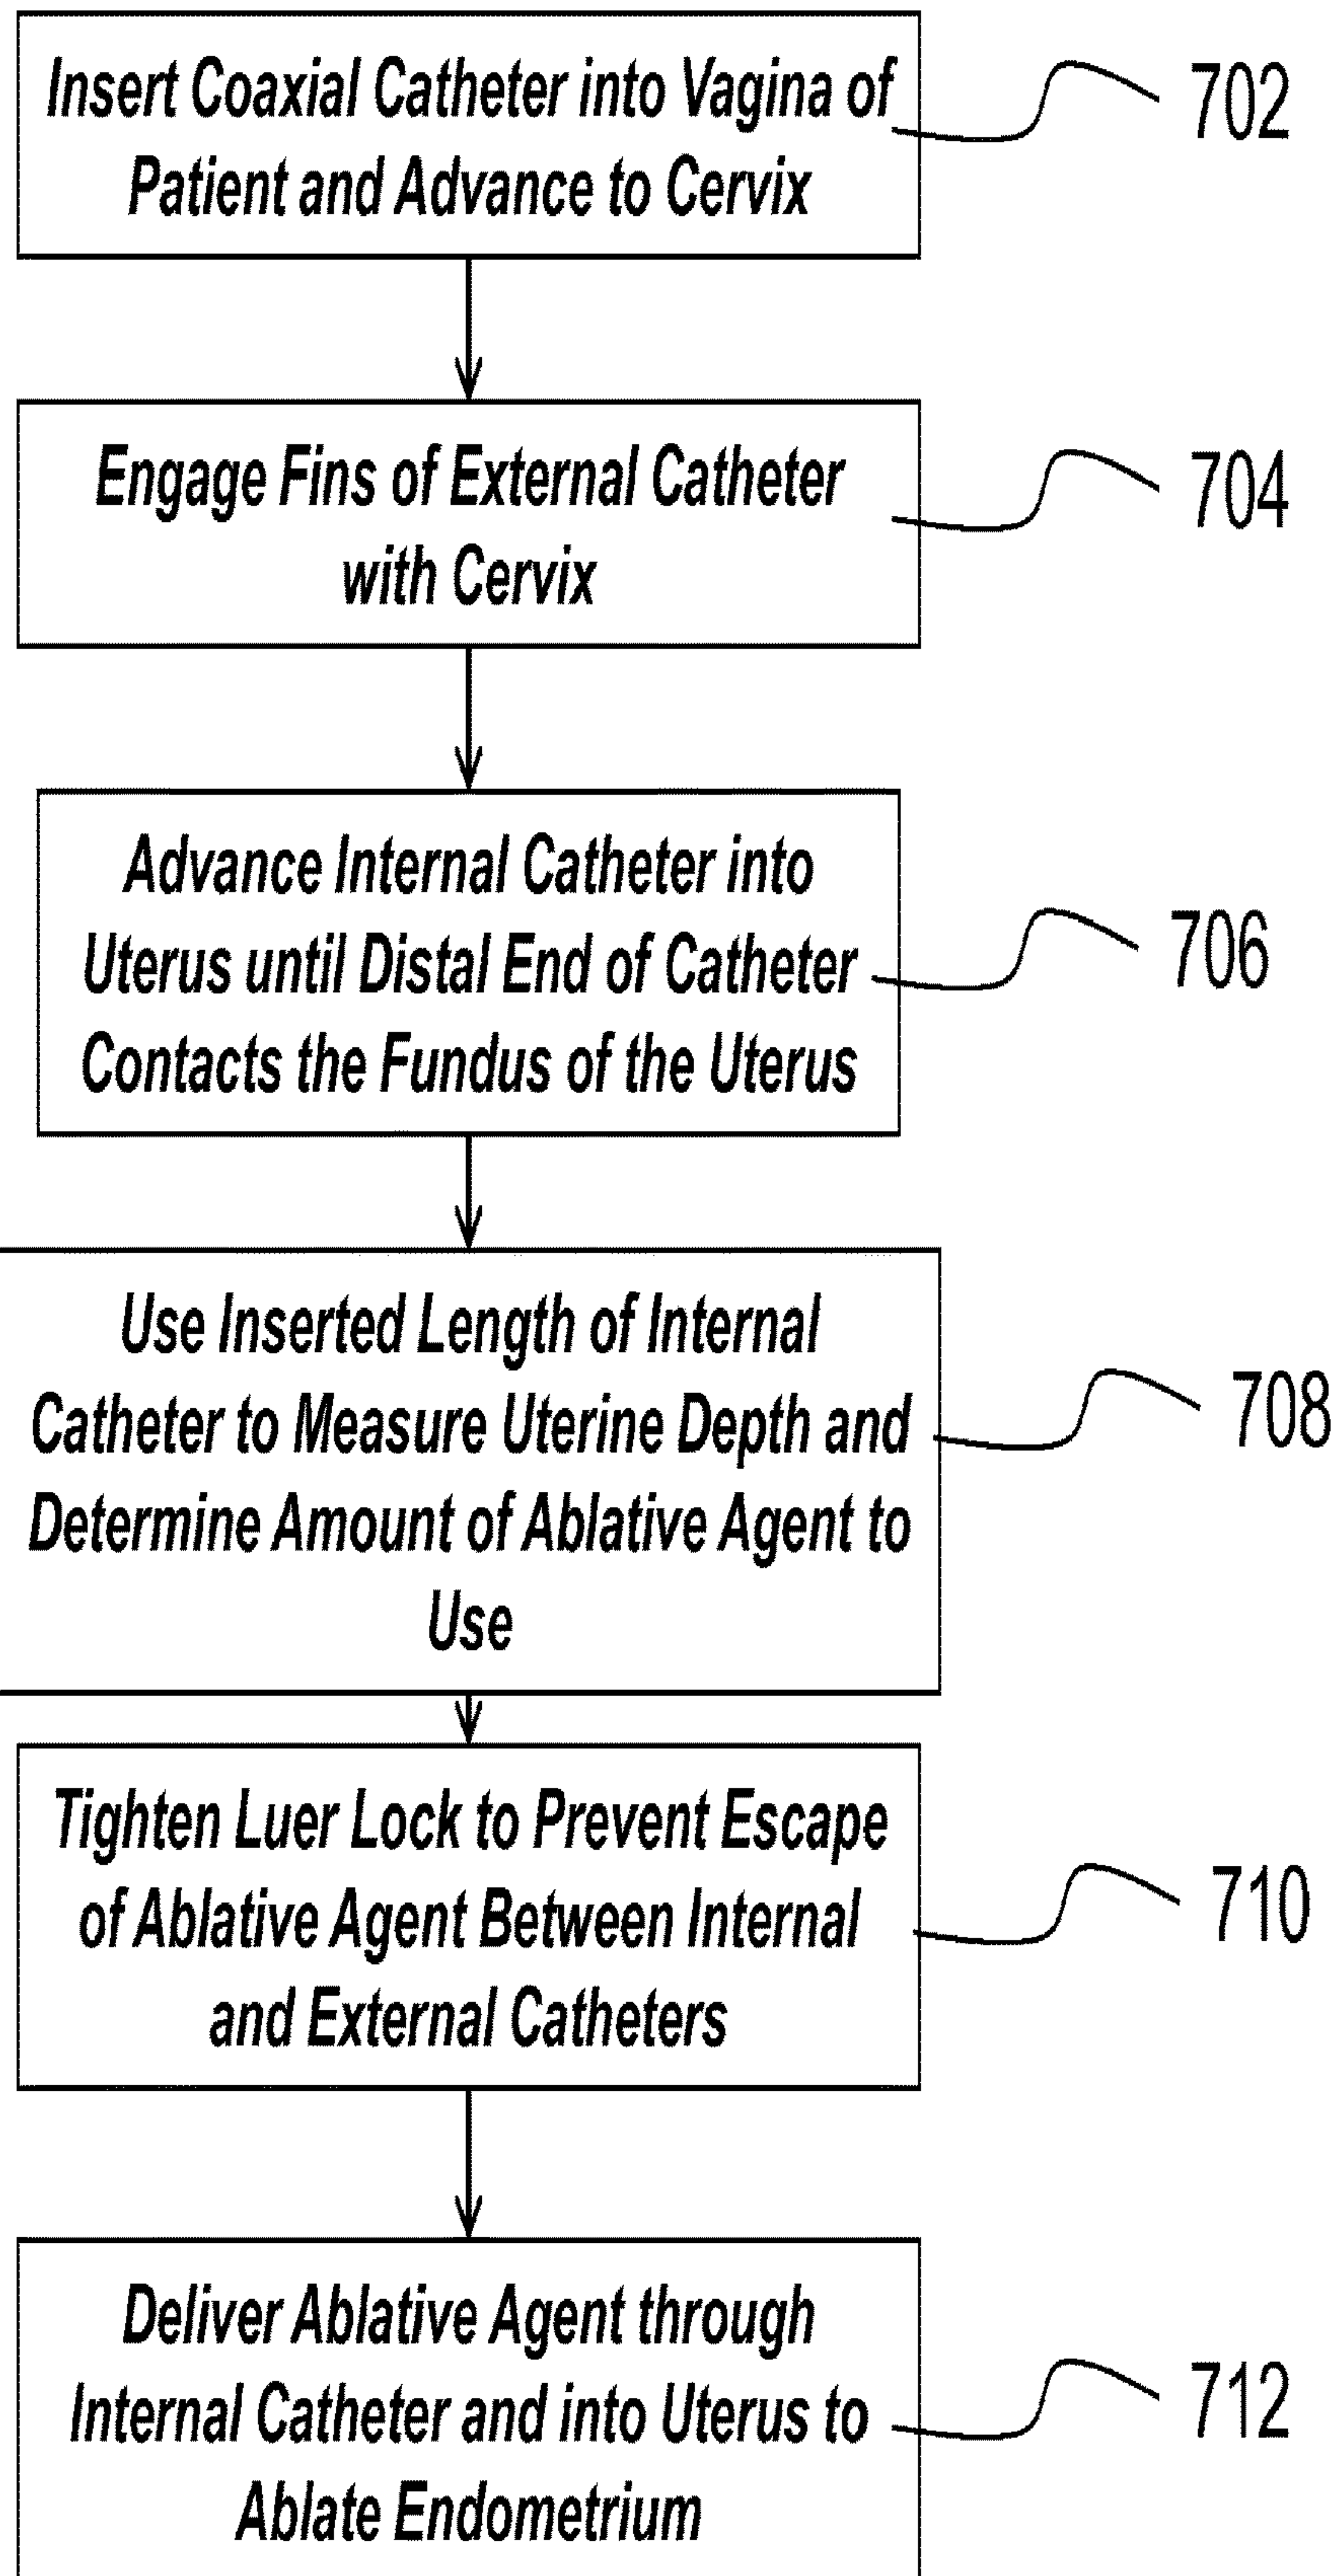 Insert Coaxial Catheter into Vagina of
Patient and Advance to Cervix
702
Engage Fins of External Catheter
with Cervix
704
Advance Internal Catheter into
Uterus until Distal End of Catheter
Contacts the Fundus of the Uterus
706
Use Inserted Length of Internal
Catheter to Measure Uterine Depth and
Determine Amount of Ablative Agent to
Use
708
Tighten Luer Lock to Prevent Escape
of Ablative Agent Between Internal
and External Catheters
710
Deliver Ablative Agent through
Internal Catheter and into Uterus to
Ablate Endometrium
712